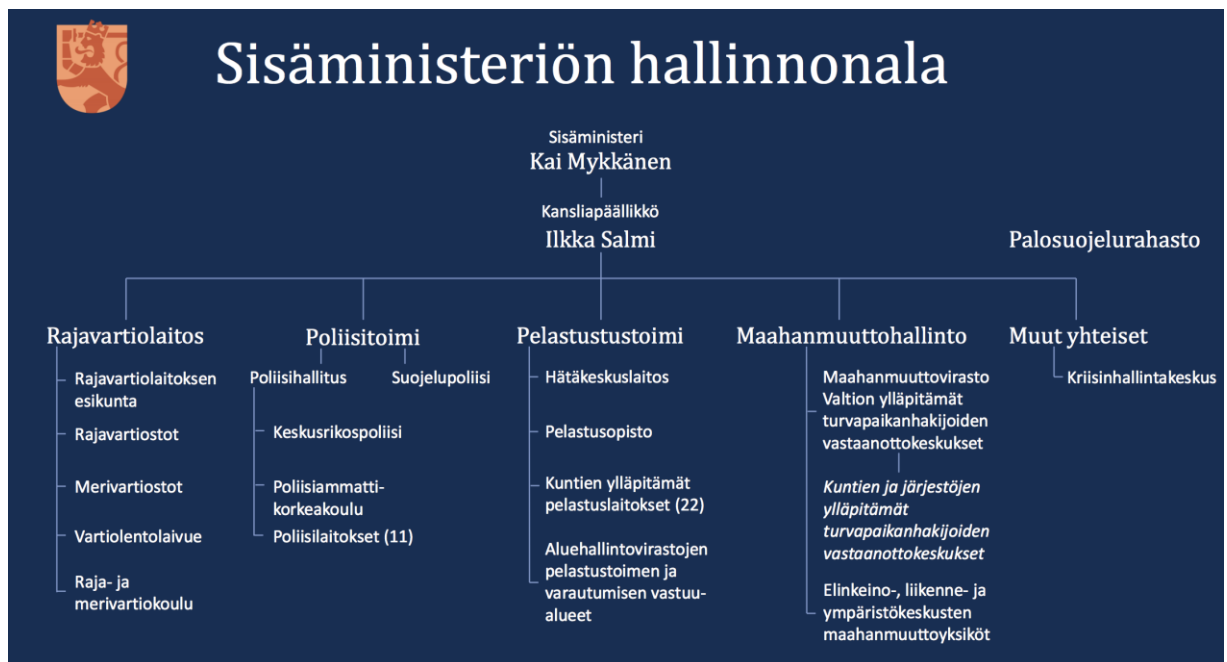 Sisäministeriön hallinnonala
Sisäministeri
Kai Mykkänen
Kansliapäällikkö
Ilkka Salmi
Palosuojelurahasto
Rajavartiolaitos
Rajavartiolaitoksen
esikunta
Rajavartiostot
Merivartiostot
Vartiolentolaivue
Raja- ja
merivartiokoulu
Poliisitoimi
Poliisihallitus
Suojelupoliisi
Keskusrikospoliisi
Poliisiammatti-
korkeakoulu
Poliisilaitokset (11)
Pelastustustoimi
Hätäkeskuslaitos
Pelastusopisto
Kuntien ylläpitämät
pelastuslaitokset (22)
Aluehallintovirastojen
pelastustoimen ja
varautumisen vastuu-
alueet
Maahanmuuttohallinto
Maahanmuuttovirasto
Valtion ylläpitämät
turvapaikanhakijoiden
vastaanottokeskukset
Kuntien ja järjestöjen
ylläpitämät
turvapaikanhakijoiden
vastaanottokeskukset
Elinkeino-, liikenne- ja
ympäristökeskusten
maahanmuuttoyksiköt
Muut yhteiset
Kriisinhallintakeskus